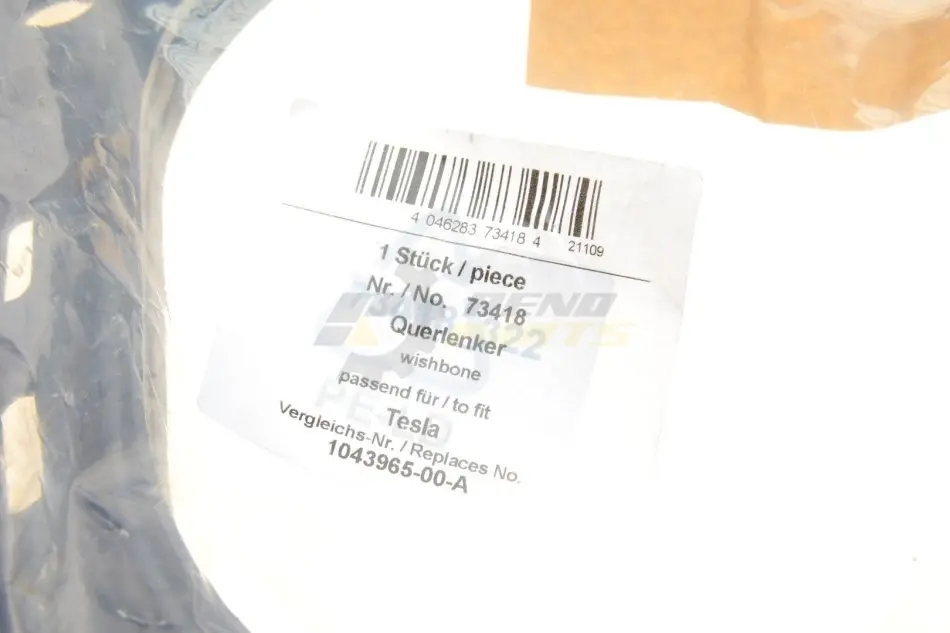 4 046283 73418 4 21109
1 Stück / piece
Nr. / No. 73418
Querlenker
wishbone
passend für / to fit
Tesla
Vergleichs-Nr. / Replaces No.
1043965-00-A